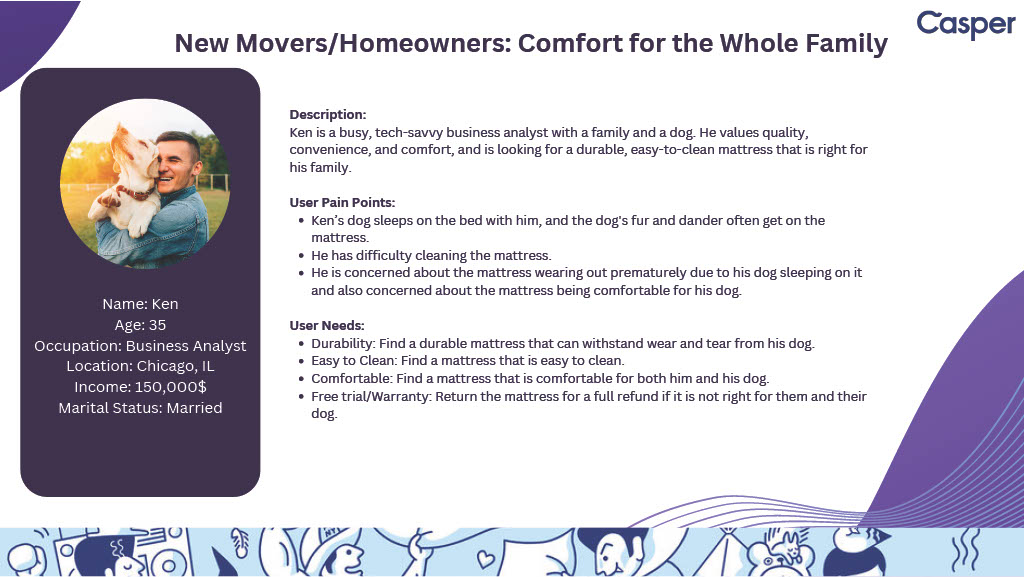 Casper
New Movers/Homeowners: Comfort for the Whole Family
Name: Ken
Age: 35
Occupation: Business Analyst
Location: Chicago, IL
Income: 150,000$
Marital Status: Married
Description:
Ken is a busy, tech-savvy business analyst with a family and a dog. He values quality,
convenience, and comfort, and is looking for a durable, easy-to-clean mattress that is right for
his family.
User Pain Points:
• Ken's dog sleeps on the bed with him, and the dog's fur and dander often get on the
mattress.
• He has difficulty cleaning the mattress.
• He is concerned about the mattress wearing out prematurely due to his dog sleeping on it
and also concerned about the mattress being comfortable for his dog.
User Needs:
• Durability: Find a durable mattress that can withstand wear and tear from his dog.
• Easy to Clean: Find a mattress that is easy to clean.
• Comfortable: Find a mattress that is comfortable for both him and his dog.
• Free trial/Warranty: Return the mattress for a full refund if it is not right for them and their
dog.